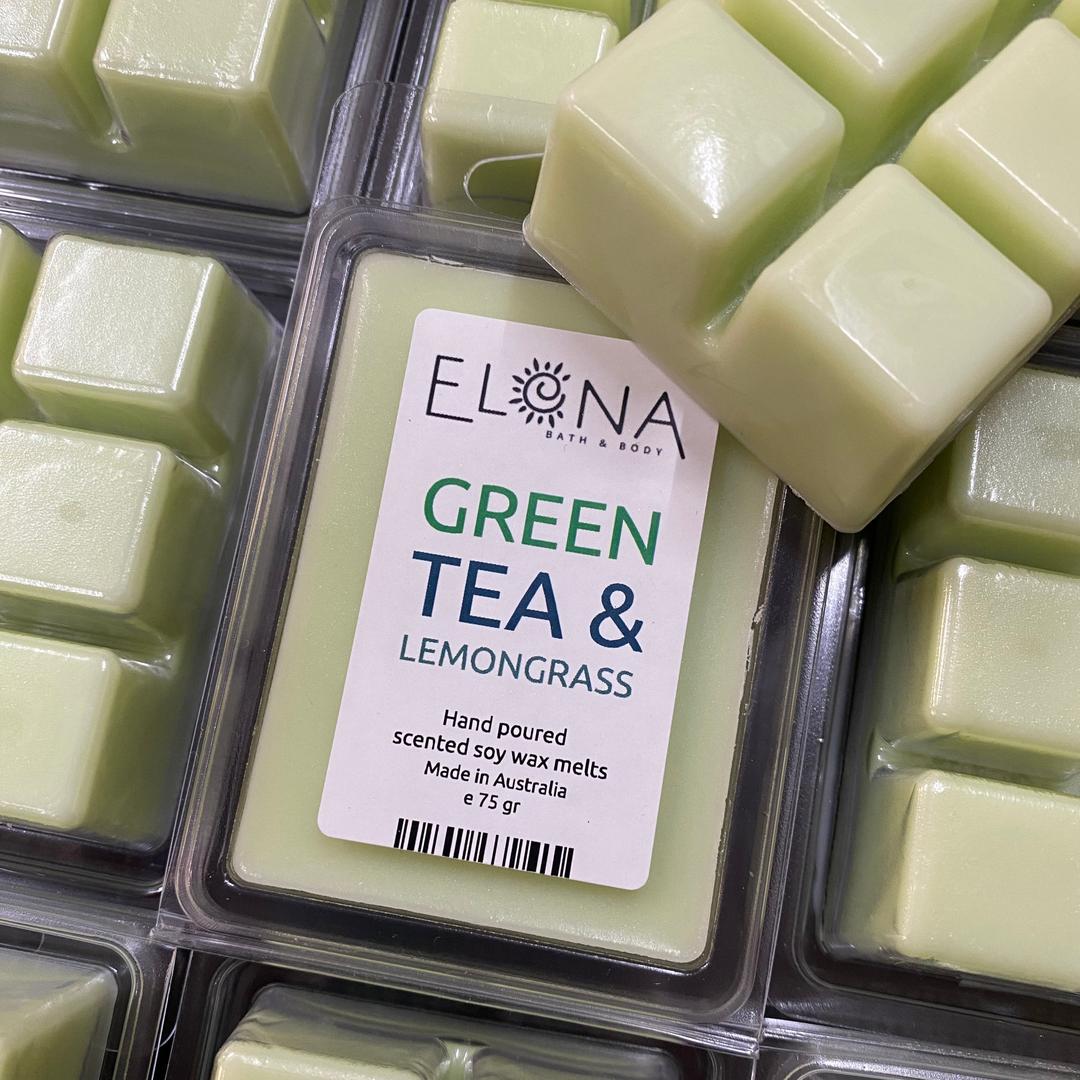 ELONA
BATH & BODY
GREEN
TEA &
LEMONGRASS
Hand poured
scented soy wax melts
Made in Australia
e 75 gr